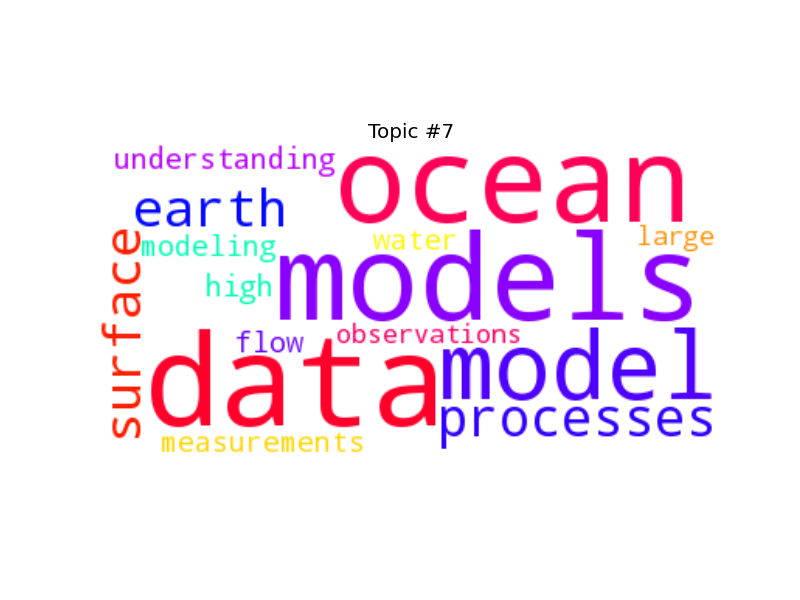 Topic #7
understanding
ocean
earth
surface
modeling
water
large
models
high
flow
observations
data
model
processes
measurements